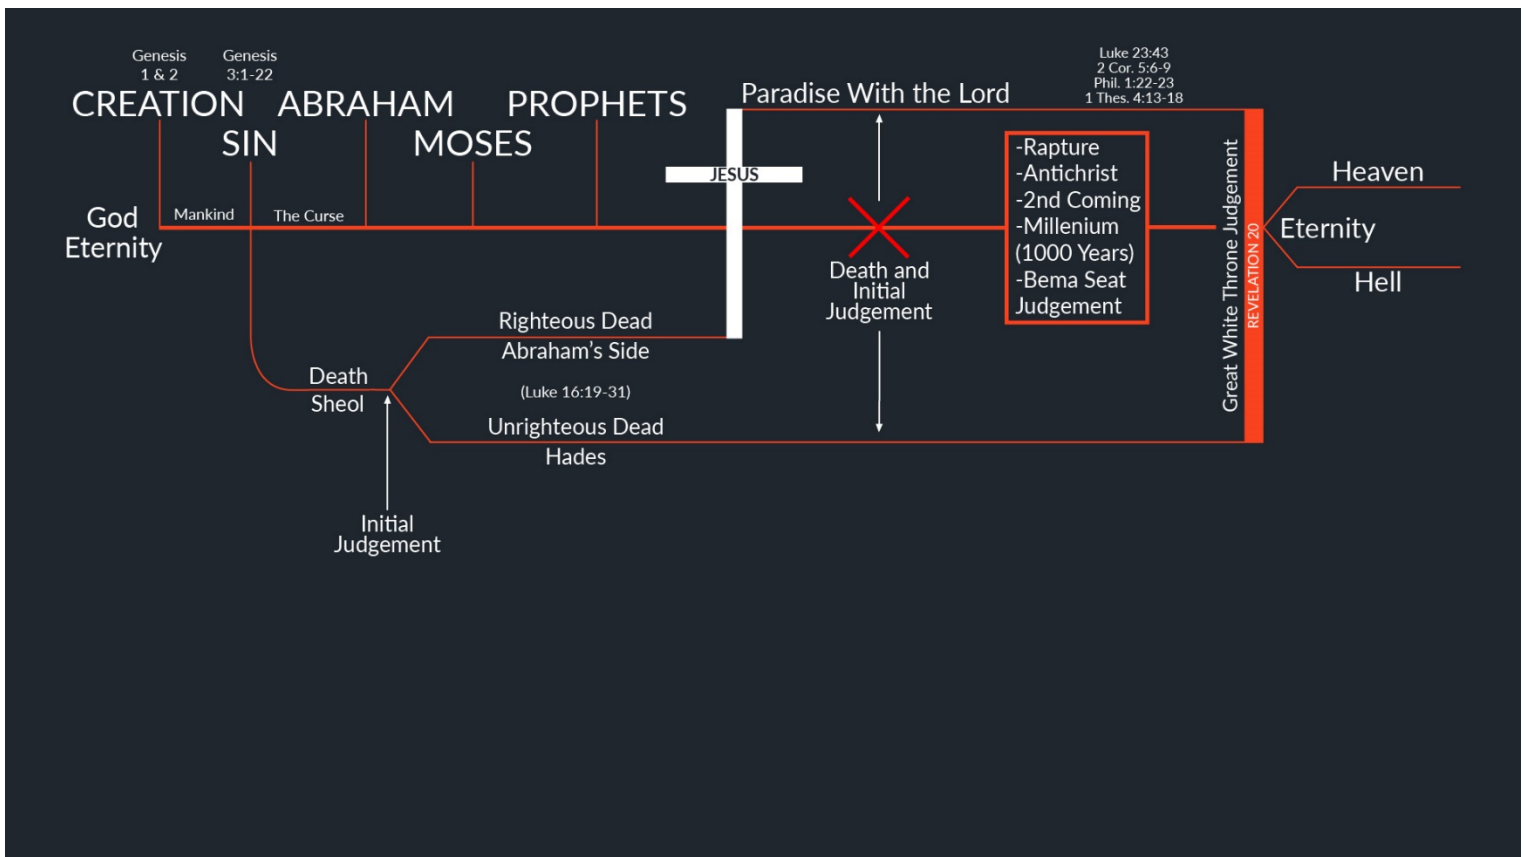 Genesis
1 & 2
Genesis
3:1-22
CREATION
SIN
ABRAHAM
MOSES
PROPHETS
God
Eternity
Mankind
The Curse
JESUS
Paradise With the Lord
Luke 23:43
2 Cor. 5:6-9
Phil. 1:22-23
1 Thes. 4:13-18
Death and
Initial
Judgement
-Rapture
-Antichrist
-2nd Coming
-Millenium
(1000 Years)
-Bema Seat
Judgement
Great White Throne Judgement
REVELATION 20
Heaven
Eternity
Hell
Righteous Dead
Abraham's Side
(Luke 16:19-31)
Unrighteous Dead
Hades
Death
Sheol
Initial
Judgement